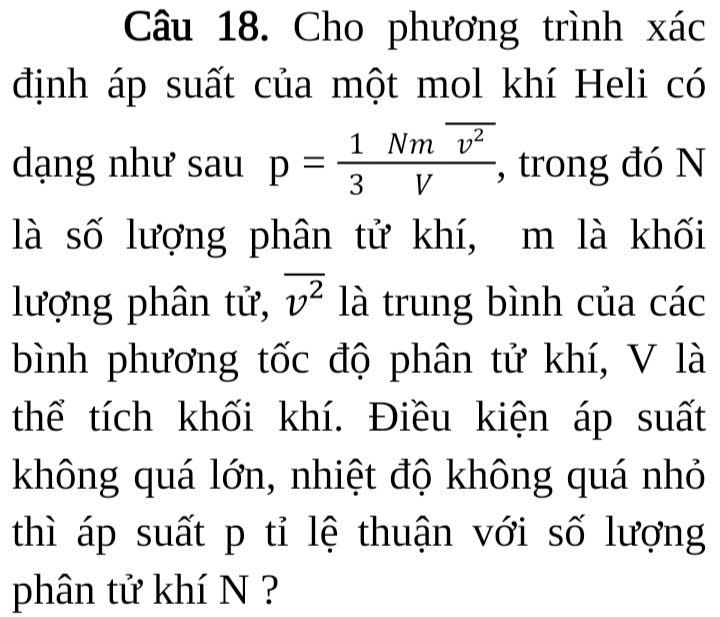 Câu 18. Cho phương trình xác
định áp suất của một mol khí Heli có
dạng như sau p = \frac{1}{3} \frac{Nm \overline{v^2}}{V}, trong đó N
là số lượng phân tử khí, m là khối
lượng phân tử, \overline{v^2} là trung bình của các
bình phương tốc độ phân tử khí, V là
thể tích khối khí. Điều kiện áp suất
không quá lớn, nhiệt độ không quá nhỏ
thì áp suất p tỉ lệ thuận với số lượng
phân tử khí N ?